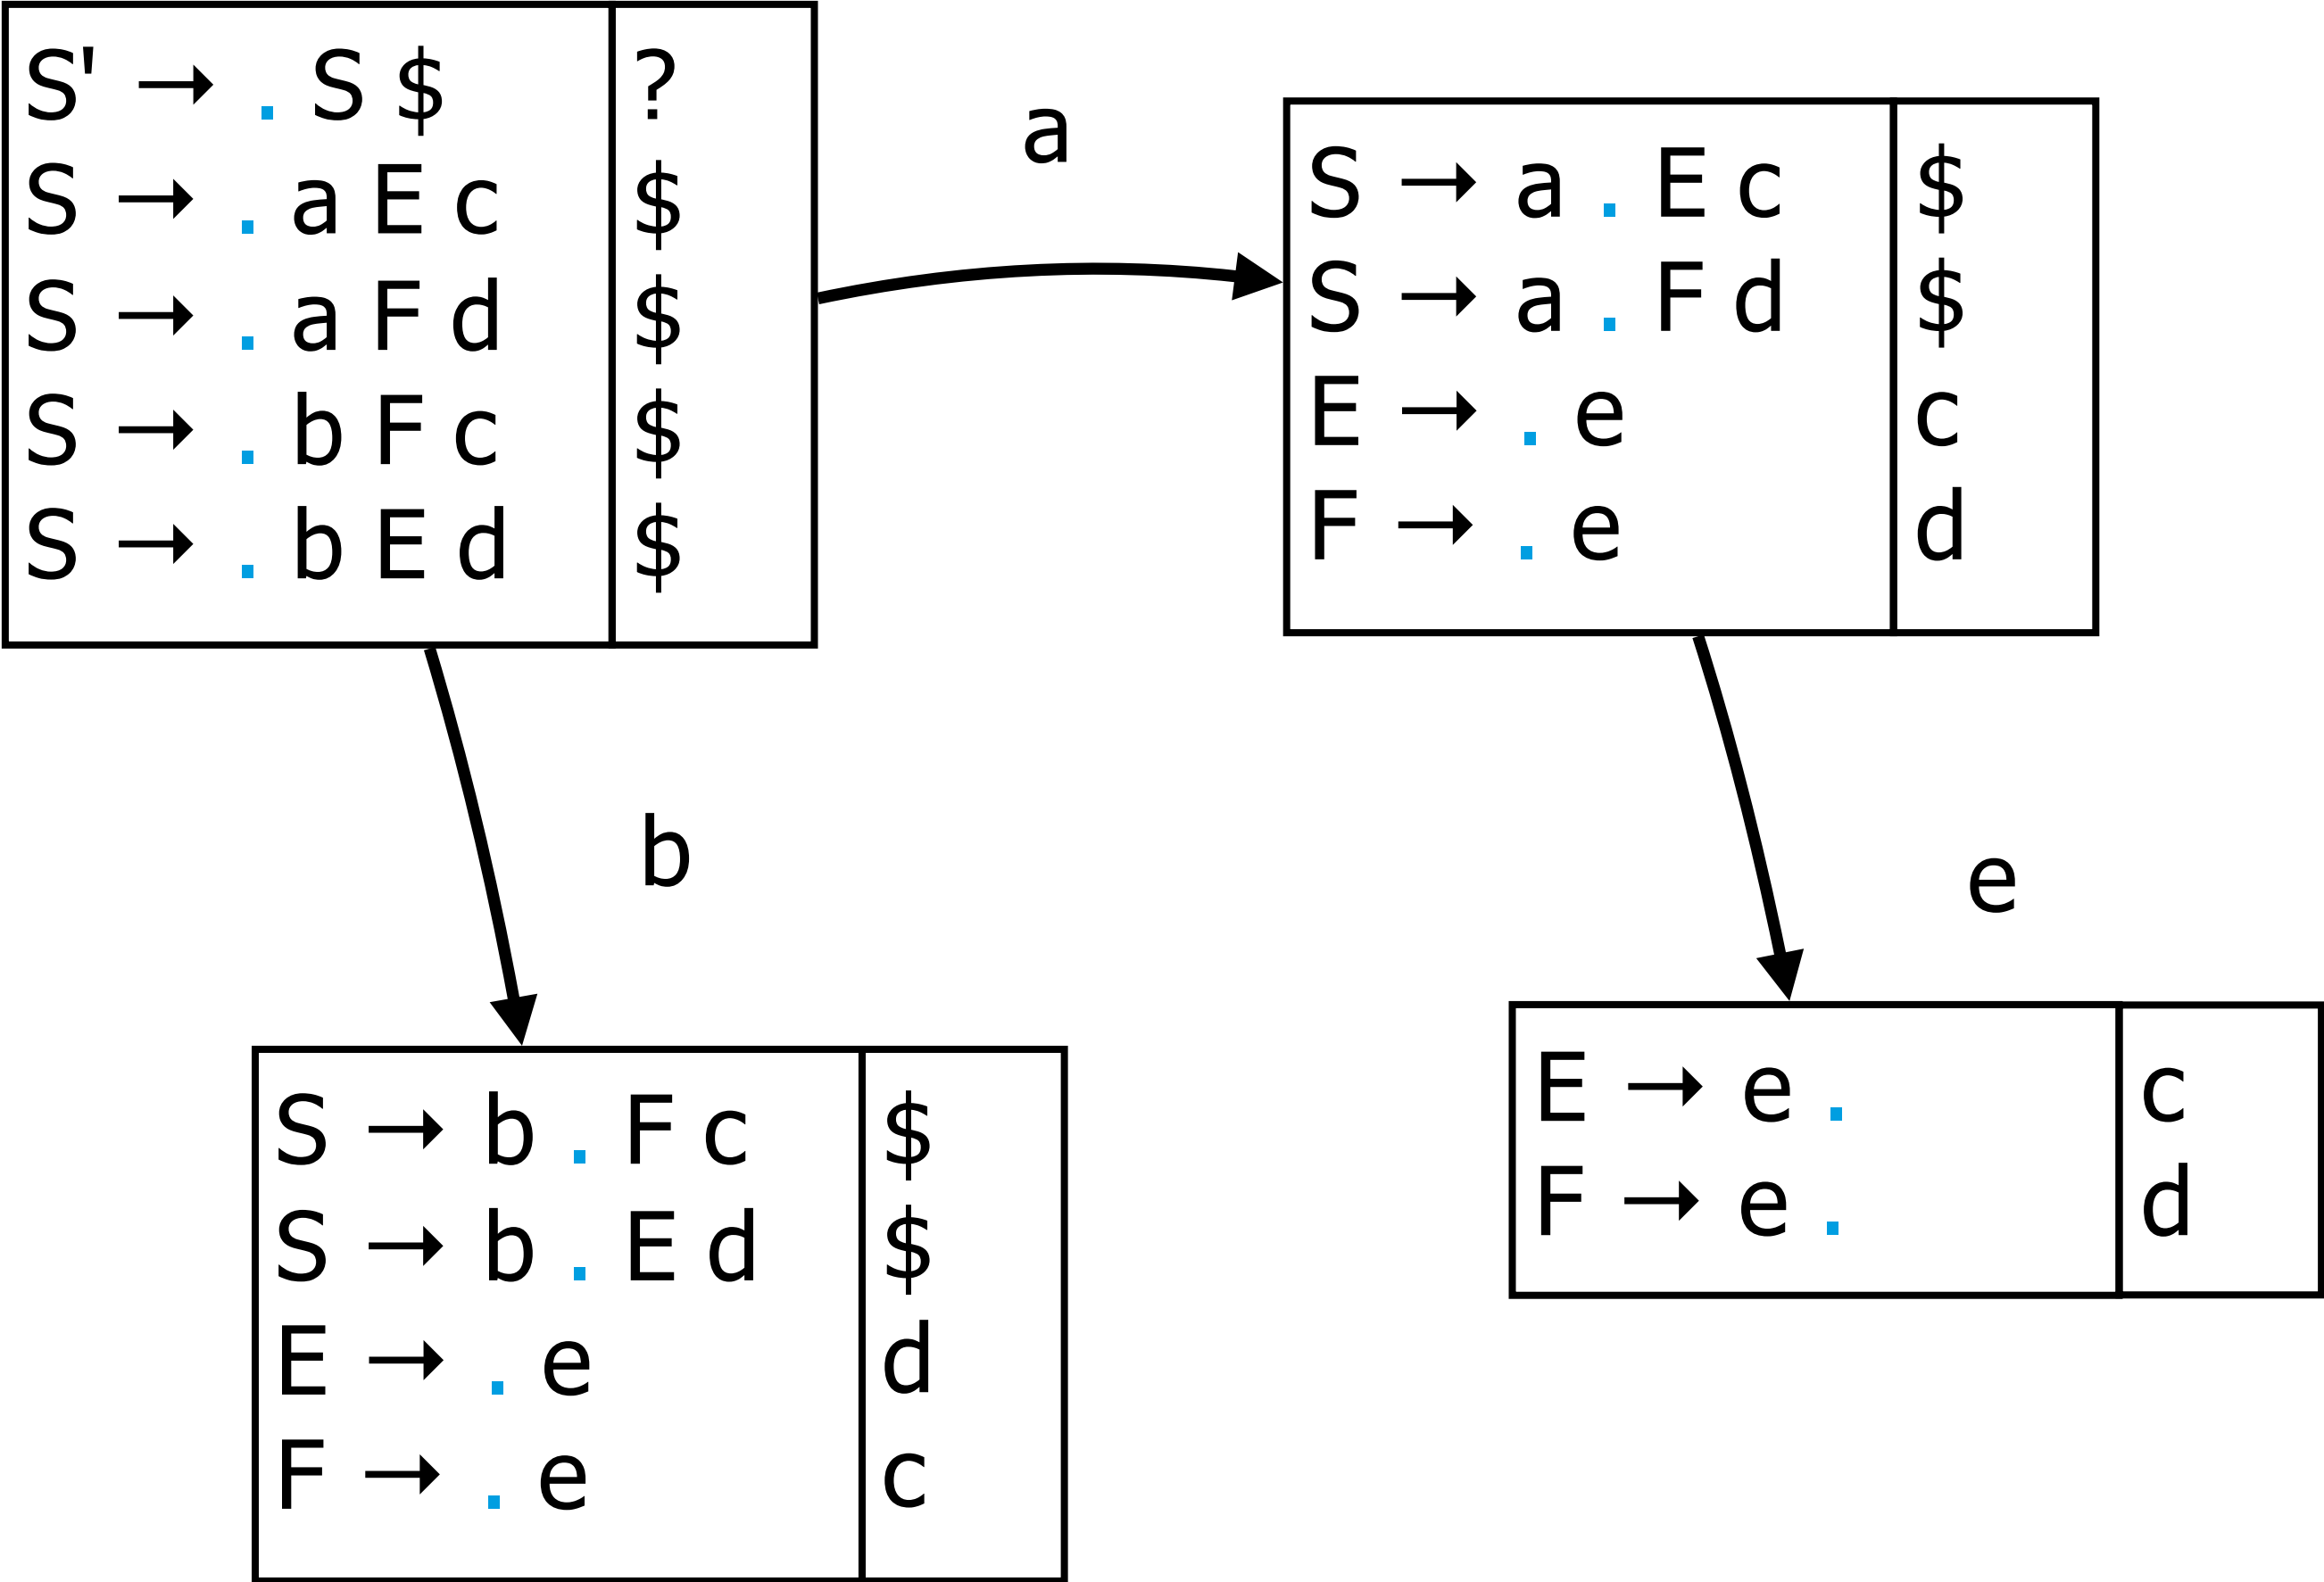 S' → . S $ ?
S → . a E c $
S → . a F d $
S → . b F c $
S → . b E d $
a
S → a . E c $
S → a . F d $
E → . e c
F → . e d
b
e
S → b . F c $
S → b . E d $
E → . e d
F → . e c
E → e . c
F → e . d